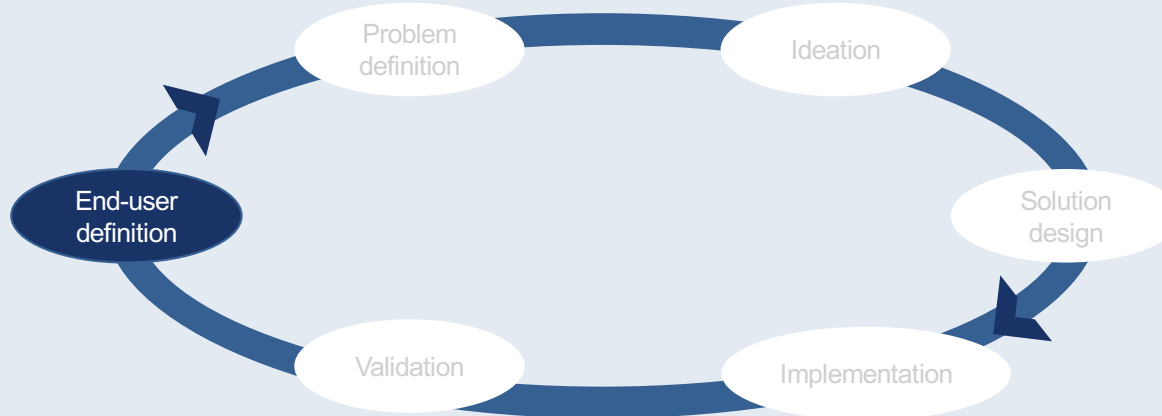 Problem
definition
Ideation
End-user
definition
Solution
design
Validation
Implementation